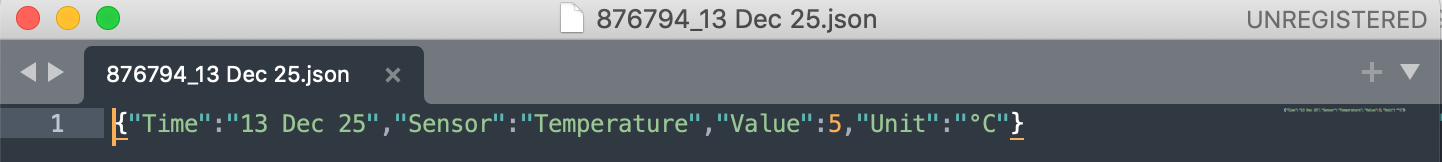 876794_13 Dec 25.json
UNREGISTERED
876794_13 Dec 25.json
1
{"Time":"13 Dec 25","Sensor":"Temperature","Value":5,"Unit":"°C"}